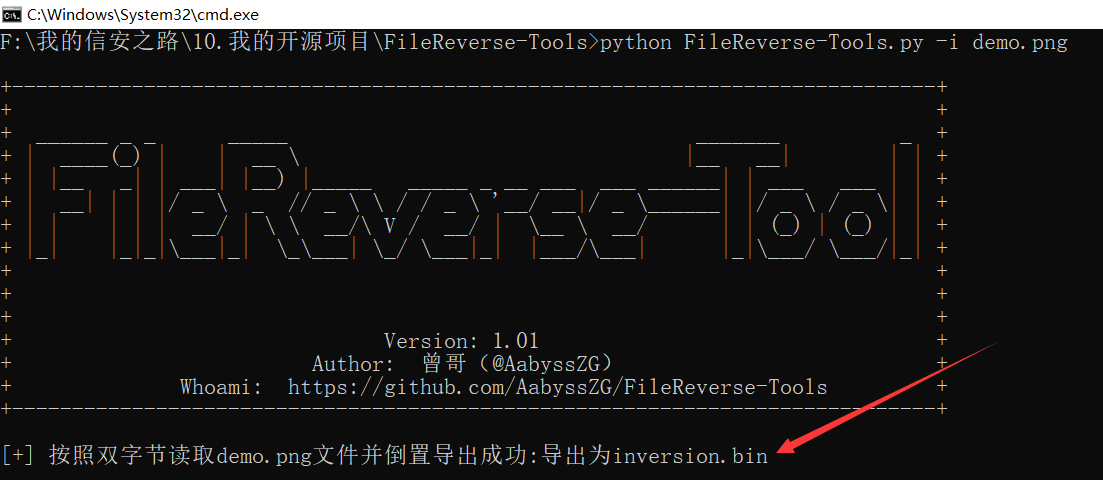 C:\Windows\System32\cmd.exe
F:\我的信安之路\10.我的开源项目\FileReverse-Tools>python FileReverse-Tools.py -i demo.png
FileReverse-Tool
Version: 1.01
Author: 曾哥 (@AabyssZG)
Whoami: https://github.com/AabyssZG/FileReverse-Tools
[+] 按照双字节读取demo.png文件并倒置导出成功:导出为inversion.bin